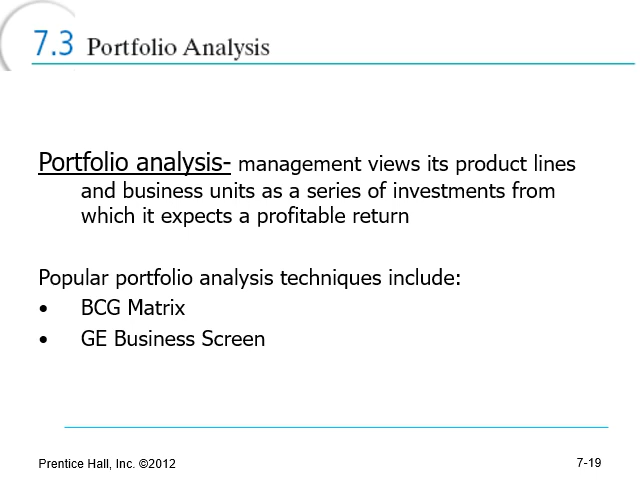 7.3 Portfolio Analysis
Portfolio analysis- management views its product lines
and business units as a series of investments from
which it expects a profitable return
Popular portfolio analysis techniques include:
• BCG Matrix
• GE Business Screen
Prentice Hall, Inc. ©2012 7-19